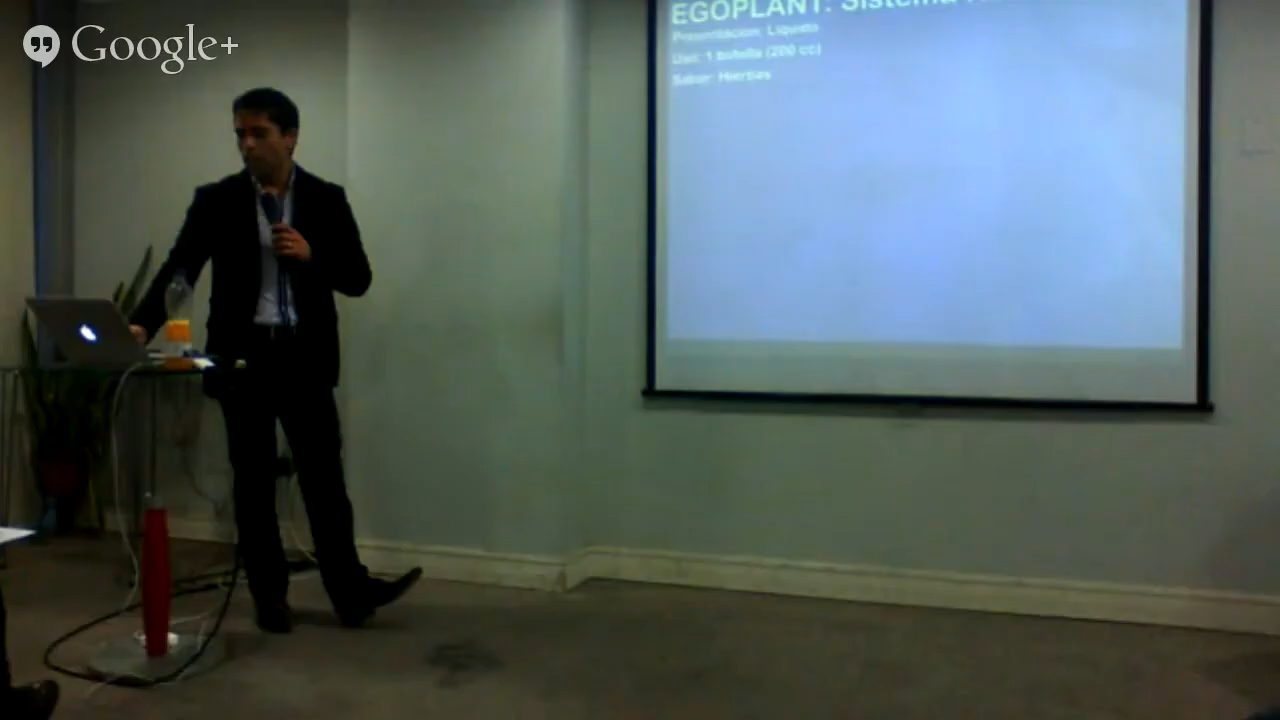 Google+
EGOPLANT: Sistema
Presentación: Líquido
Uso: 1 botella (200 cc)
Sabor: Hierbas